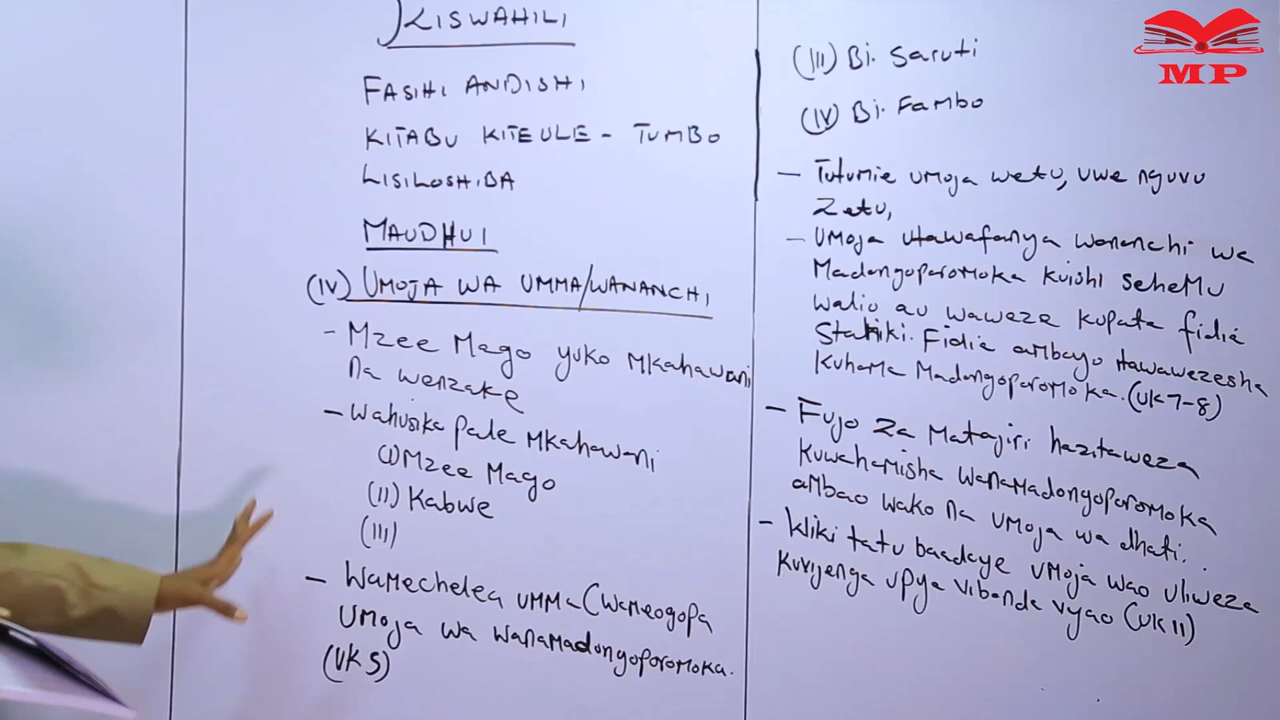 KISWAHILI
FASIHI ANDISHI
KITABU KITEULE - TUMBO
LISILOSHIBA
MAUDHUI
(IV) UMOJA WA UMMA/WANANCHI
- Mzee Mago yuko Mkahawani
na wenzake
- Wahusika pale Mkahawani
(I) Mzee Mago
(II) Kabwe
(III)
- Wamechelea UMMA (Wameogopa
UMoja wa wanaMadongoporomoka.
(UK 5)
(III) Bi. Saruti
(IV) Bi. Fambo
- Tutumie UMoja wetu, uwe nguvu
Zetu,
- UMoja utawafanya wananchi wa
Madongoporomoka kuishi seheMu
walio au waweze kupata fidia
Stahiki. Fidia ambayo itawawezesha
kuhama Madongoporomoka. (UK 7-8)
- Fujo za Matajiri hazitaweza
kuwahamisha wanamadongoporomoka
ambao wako na UMoja wa dhati.
- Wiki tatu baadaye UMoja wao uliweza
kuvijenga upya vibanda vyao (UK 11)
MP